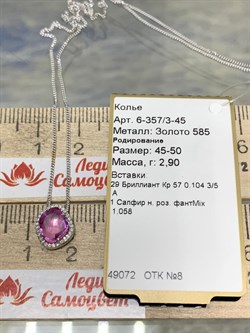 Колье
Арт. 6-357/3-45
Металл: Золото 585
Родирование
Размер: 45-50
Масса, г: 2,90
Вставки
29 Бриллиант Кр 57 0.104 3/5
А
1 Сапфир н. роз. фантMix
1,058
49072 ОТК №8
Леди
Самоцвет
Леди
Самоцвет